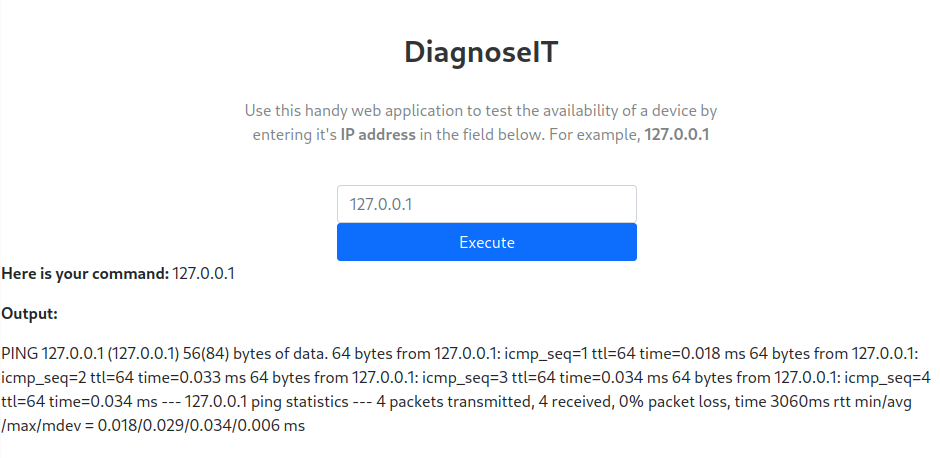 DiagnoseIT
Use this handy web application to test the availability of a device by
entering it's IP address in the field below. For example, 127.0.0.1
127.0.0.1
Execute
Here is your command: 127.0.0.1
Output:
PING 127.0.0.1 (127.0.0.1) 56(84) bytes of data. 64 bytes from 127.0.0.1: icmp_seq=1 ttl=64 time=0.018 ms 64 bytes from 127.0.0.1:
icmp_seq=2 ttl=64 time=0.033 ms 64 bytes from 127.0.0.1: icmp_seq=3 ttl=64 time=0.034 ms 64 bytes from 127.0.0.1: icmp_seq=4
ttl=64 time=0.034 ms --- 127.0.0.1 ping statistics --- 4 packets transmitted, 4 received, 0% packet loss, time 3060ms rtt min/avg
/max/mdev = 0.018/0.029/0.034/0.006 ms